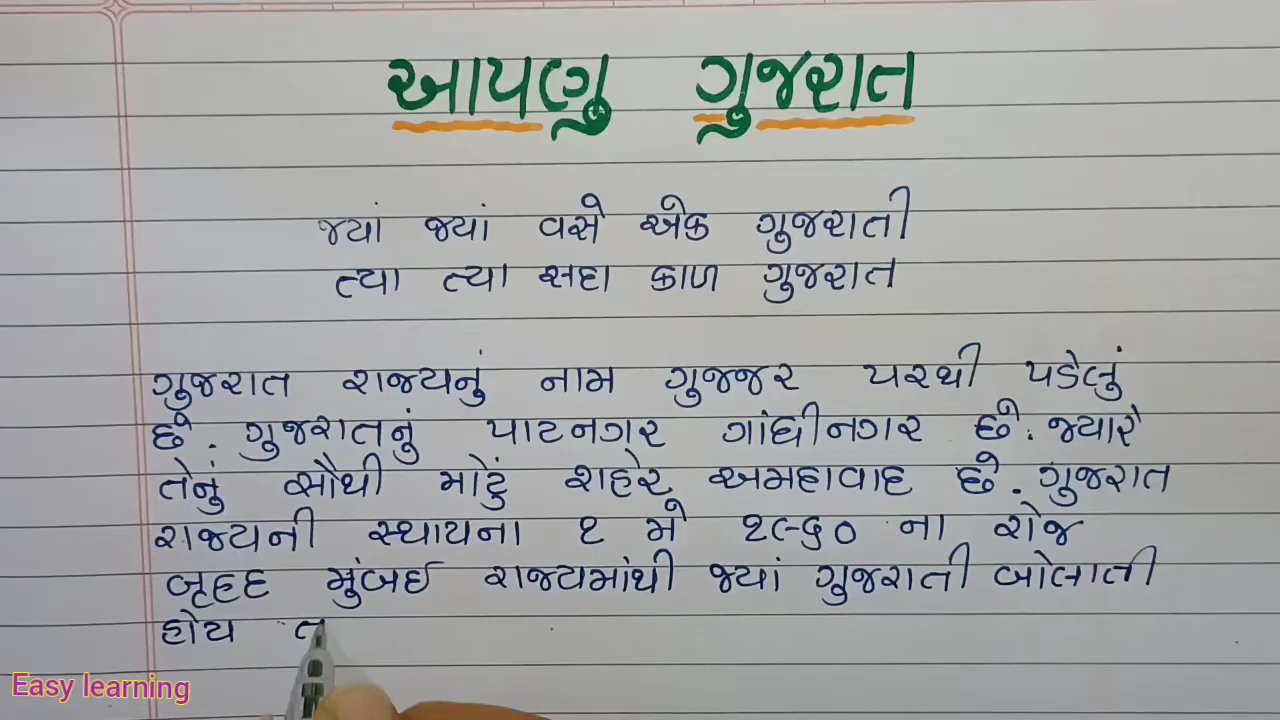 આપણુ ગુજરાત
જ્યાં જ્યાં વસે એક ગુજરાતી
ત્યા ત્યા સદા કાળ ગુજરાત
ગુજરાત રાજ્યનું નામ ગુજ્જર પરથી પડેલું
છે. ગુજરાતનું પાટનગર ગાંધીનગર છે. જ્યારે
તેનું સૌથી મોટું શહેર અમદાવાદ છે. ગુજરાત
રાજ્યની સ્થાપના ૧ મે ૧૯૬૦ ના રોજ
બૃહદ મુંબઈ રાજ્યમાંથી જ્યાં ગુજરાતી બોલાતી
હોય ત
Easy learning